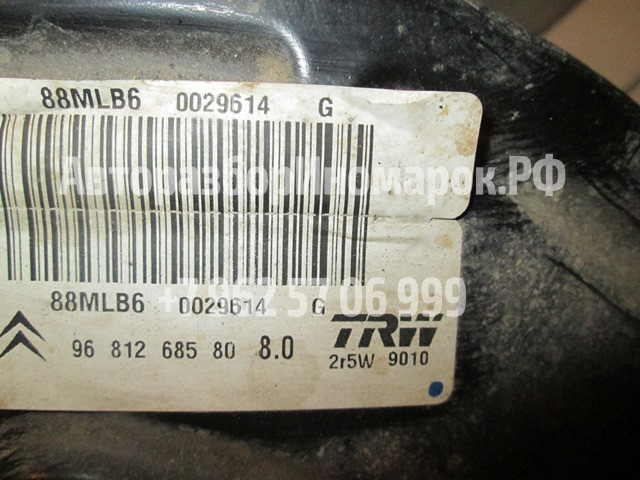 88MLB6 0029614 G
АвторазборИномарок.РФ
+7 962 57 06 999
88MLB6 0029614 G
TRW
96 812 685 80 8.0
2r5W 9010